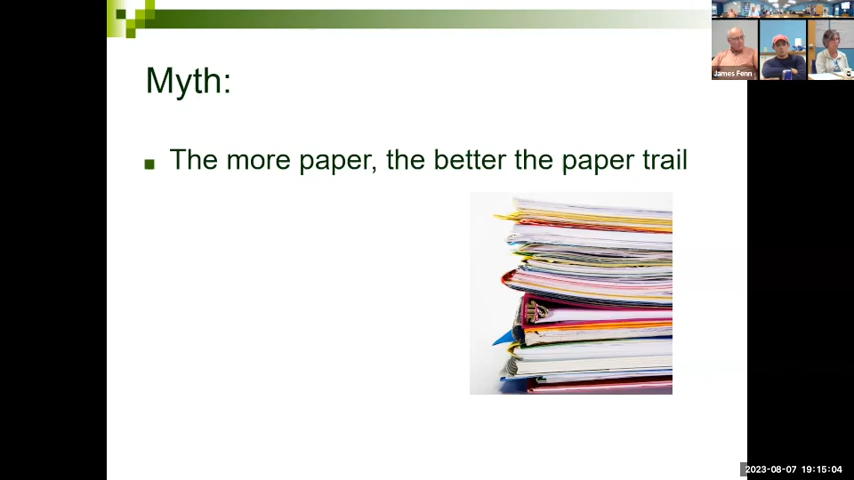 Myth:
The more paper, the better the paper trail
James Fenn
2023-08-07 19:15:04